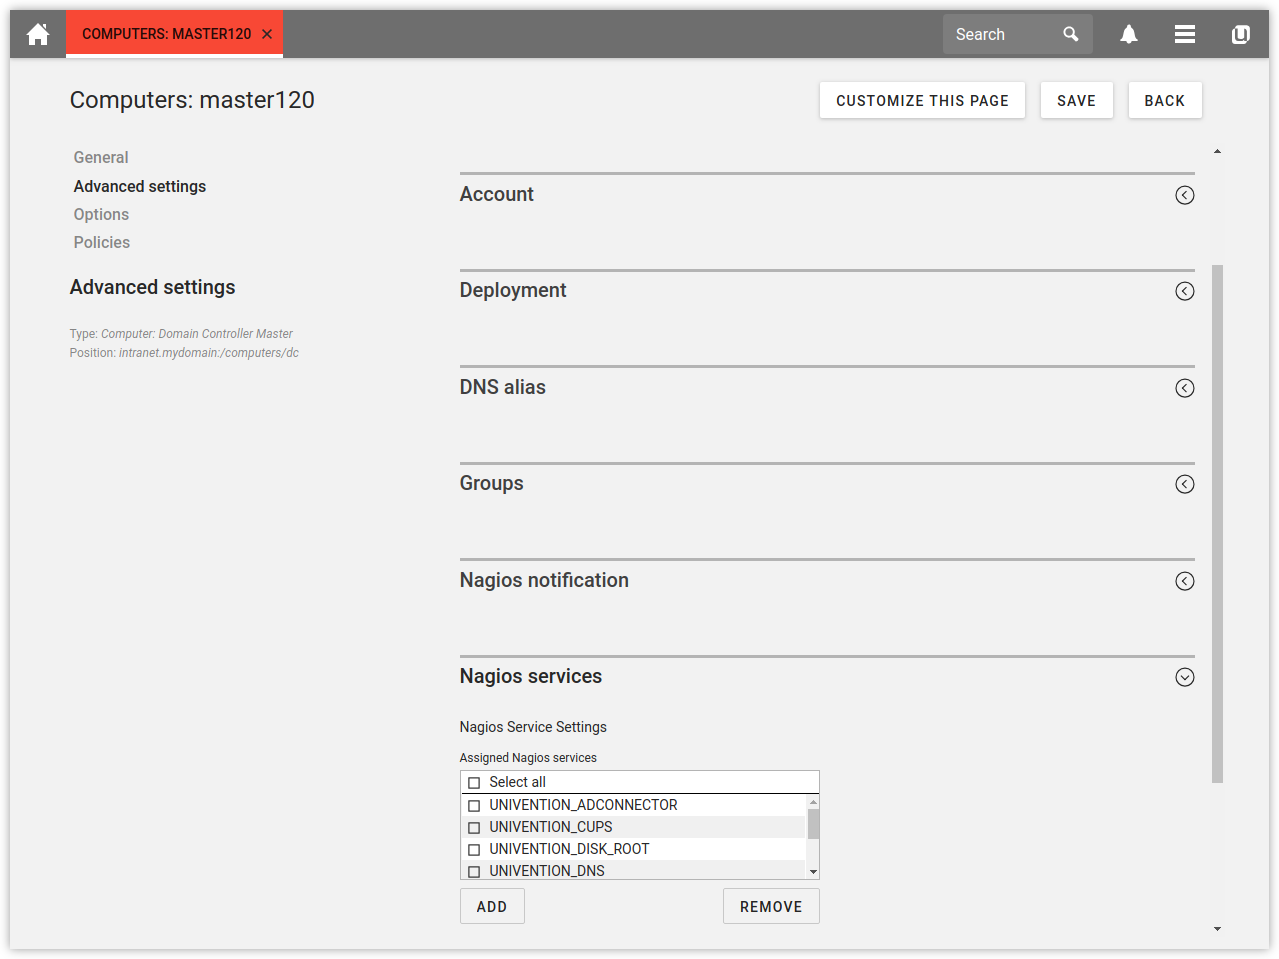 COMPUTERS: MASTER120
Search
Computers: master120
CUSTOMIZE THIS PAGE
SAVE
BACK
General
Advanced settings
Options
Policies
Advanced settings
Type: Computer: Domain Controller Master
Position: intranet.mydomain:/computers/dc
Account
Deployment
DNS alias
Groups
Nagios notification
Nagios services
Nagios Service Settings
Assigned Nagios services
Select all
UNIVENTION_ADCONNECTOR
UNIVENTION_CUPS
UNIVENTION_DISK_ROOT
UNIVENTION_DNS
ADD
REMOVE